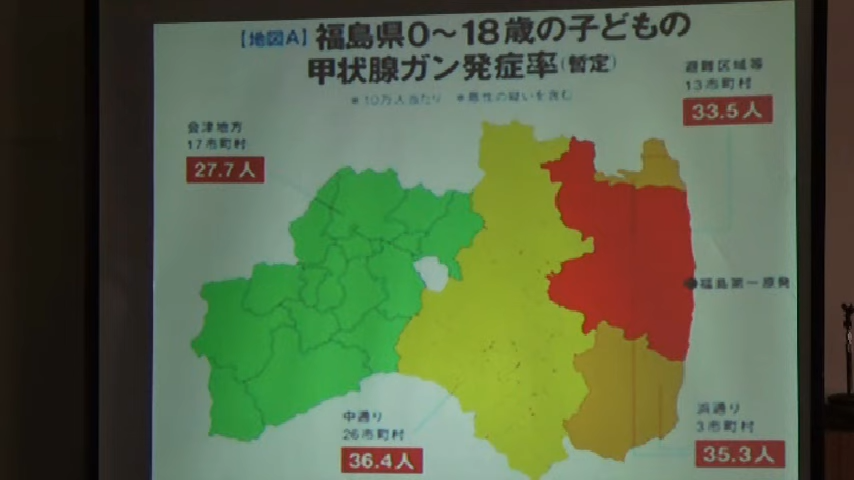 【地図A】福島県0〜18歳の子どもの
甲状腺ガン発症率(暫定)
※10万人当たり ※悪性の疑いを含む
避難区域等
13市町村
33.5人
会津地方
17市町村
27.7人
福島第一原発
中通り
26市町村
36.4人
浜通り
3市町村
35.3人